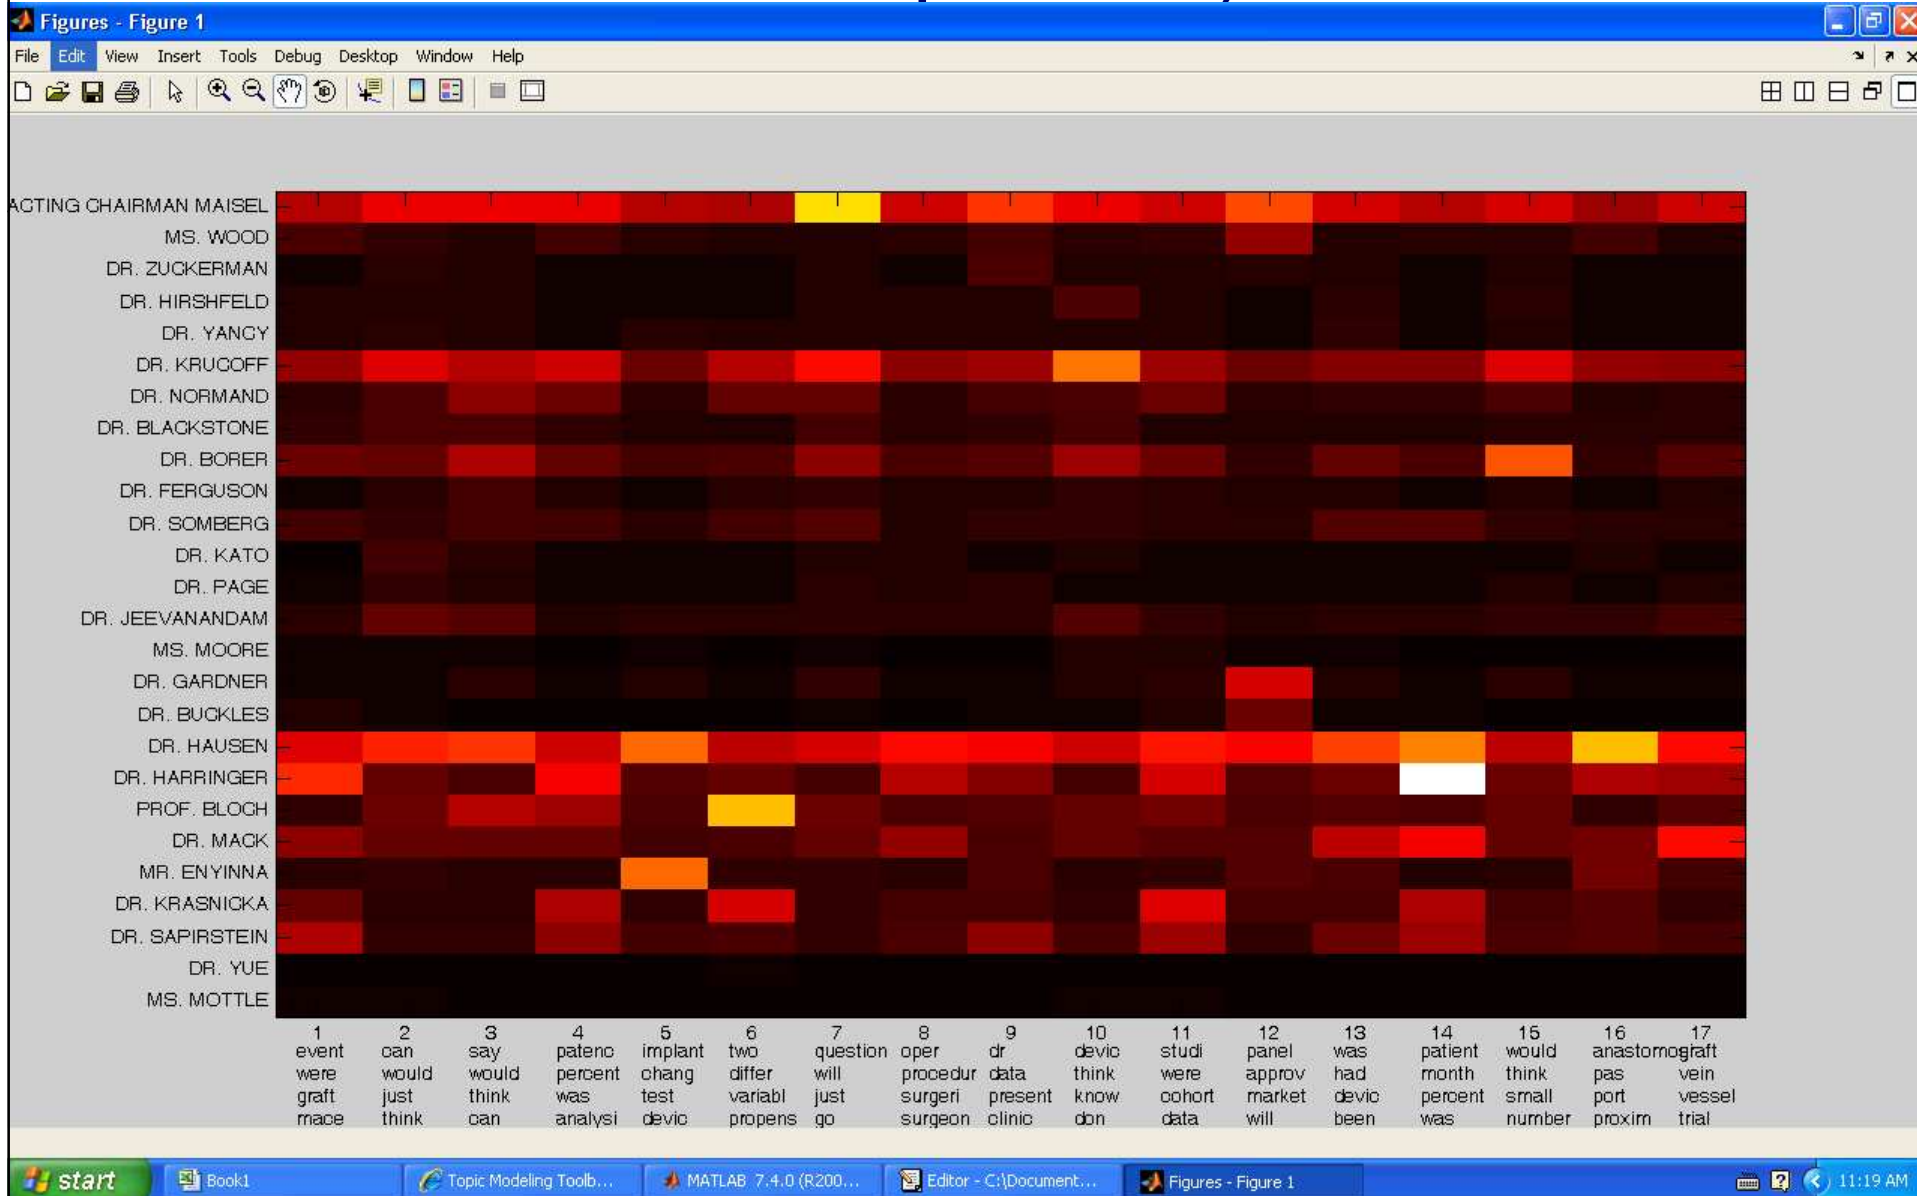 Figures - Figure 1
File Edit View Insert Tools Debug Desktop Window Help
ACTING CHAIRMAN MAISEL
MS. WOOD
DR. ZUCKERMAN
DR. HIRSHFELD
DR. YANCY
DR. KRUCOFF
DR. NORMAND
DR. BLACKSTONE
DR. BORER
DR. FERGUSON
DR. SOMBERG
DR. KATO
DR. PAGE
DR. JEEVANANDAM
MS. MOORE
DR. GARDNER
DR. BUCKLES
DR. HAUSEN
DR. HARRINGER
PROF. BLOCH
DR. MACK
MR. ENYINNA
DR. KRASNICKA
DR. SAPIRSTEIN
DR. YUE
MS. MOTTLE
1 2 3 4 5 6 7 8 9 10 11 12 13 14 15 16 17
event can say patenc implant two question oper dr devic studi panel was patient would anastomosi graft
were would would percent chang differ will procedur data think were approv had month think pas vein
graft just think was test variabl just surgeri present know cohort market devic percent small port vessel
mace think can analysi devic propens go surgeon clinic don data will been was number proxim trial
start Book1 Topic Modeling Toolb... MATLAB 7.4.0 (R200... Editor - C:\Document... Figures - Figure 1 11:19 AM